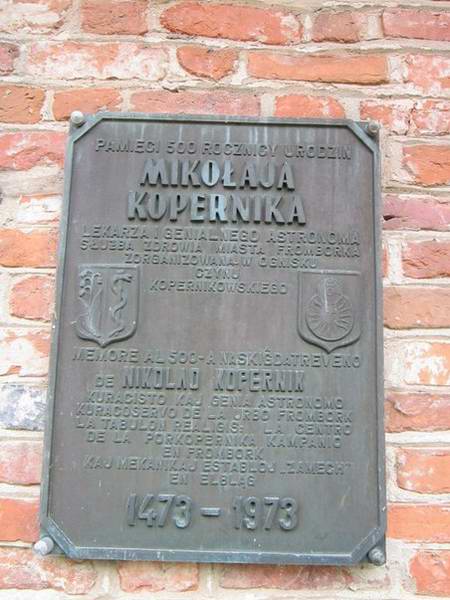 PAMIĘCI 500 ROCZNICY URODZIN
MIKOŁAJA
KOPERNIKA
LEKARZA I GENIALNEGO ASTRONOMA
SŁUŻBA ZDROWIA MIASTA FROMBORKA
ZORGANIZOWANA W OGNISKU
CZYNU
KOPERNIKOWSKIEGO
MEMORE AL 500-A NASKIĜDATREVENO
DE NIKOLAO KOPERNIK
KURACISTO KAJ GENIA ASTRONOMO
KURACOSERVO DE L'URBO FROMBORK
LA TABULON REALIGIS: LA CENTRO
DE LA PORKOPERNIKA KAMPANIO
EN FROMBORK
KAJ MEKANIKAJ ESTABLOJ „ZAMECH"
EN ELBLĄG
1473 - 1973